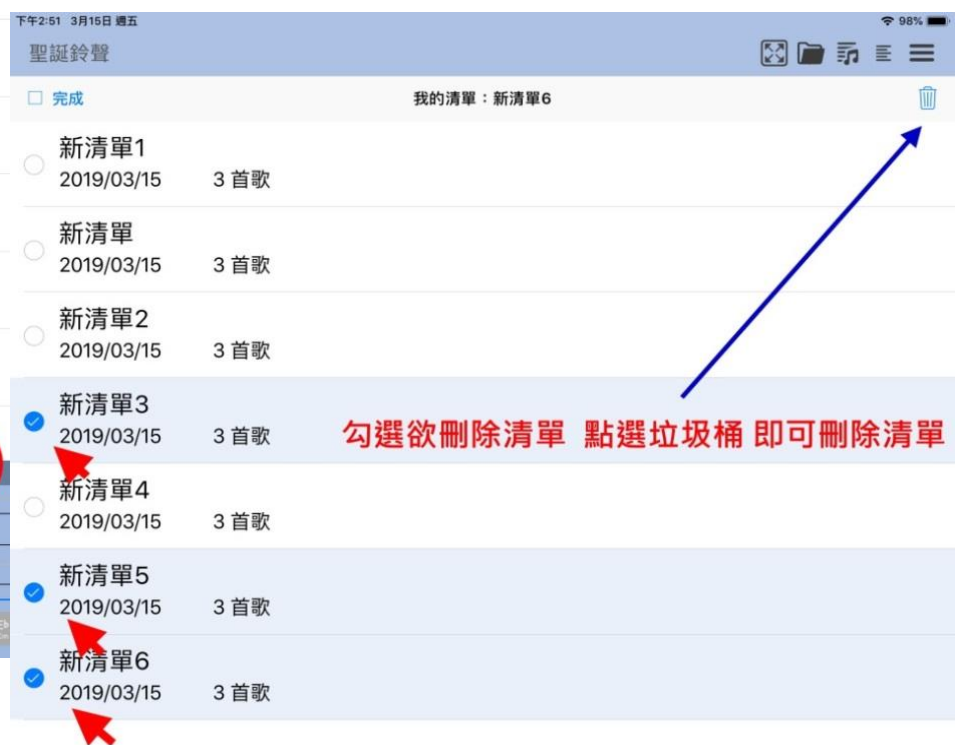 下午2:51 3月15日 週五 98%
聖誕鈴聲
完成 我的清單：新清單6
新清單1
2019/03/15 3 首歌
新清單
2019/03/15 3 首歌
新清單2
2019/03/15 3 首歌
新清單3
2019/03/15 3 首歌
勾選欲刪除清單 點選垃圾桶 即可刪除清單
新清單4
2019/03/15 3 首歌
新清單5
2019/03/15 3 首歌
新清單6
2019/03/15 3 首歌